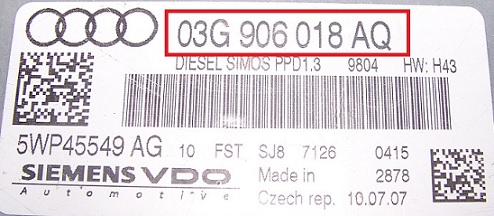 03G 906 018 AQ
DIESEL SIMOS PPD1.3 9804 HW: H43
5WP45549 AG 10 FST SJ8 7126 0415
SIEMENS VDO Made in 2878
Automotive Czech rep. 10.07.07